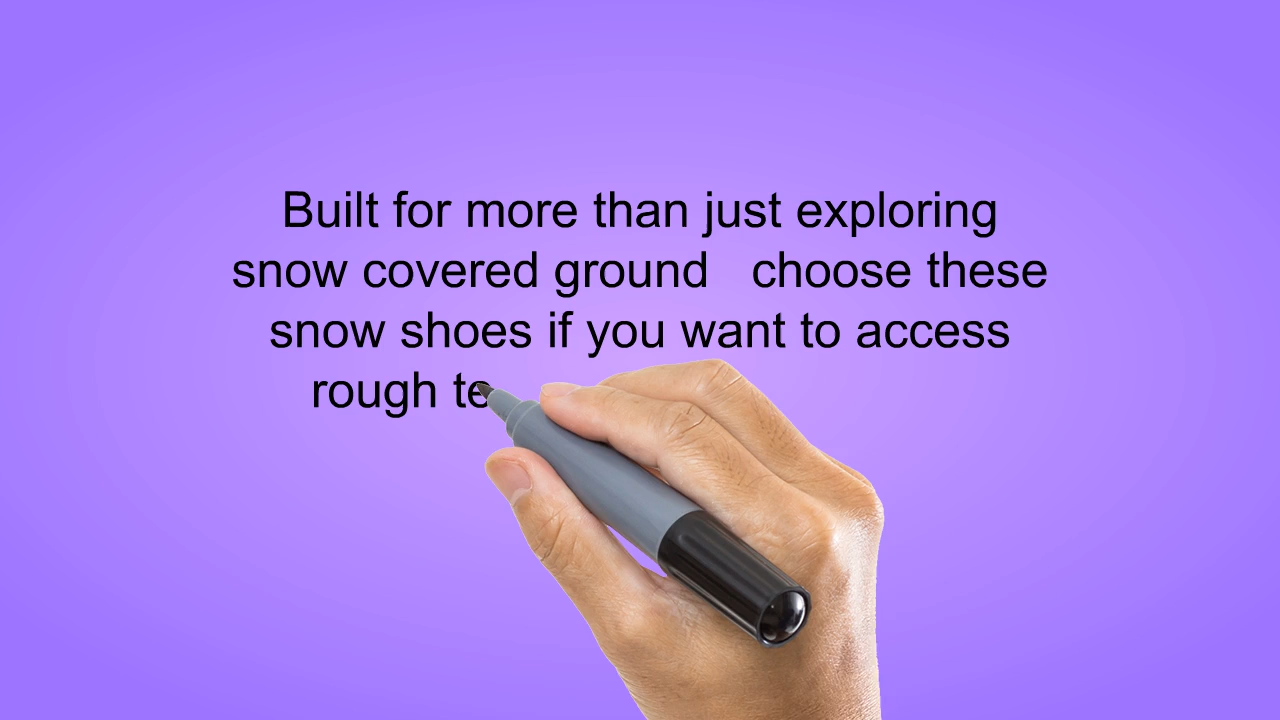 Built for more than just exploring
snow covered ground   choose these
snow shoes if you want to access
rough te